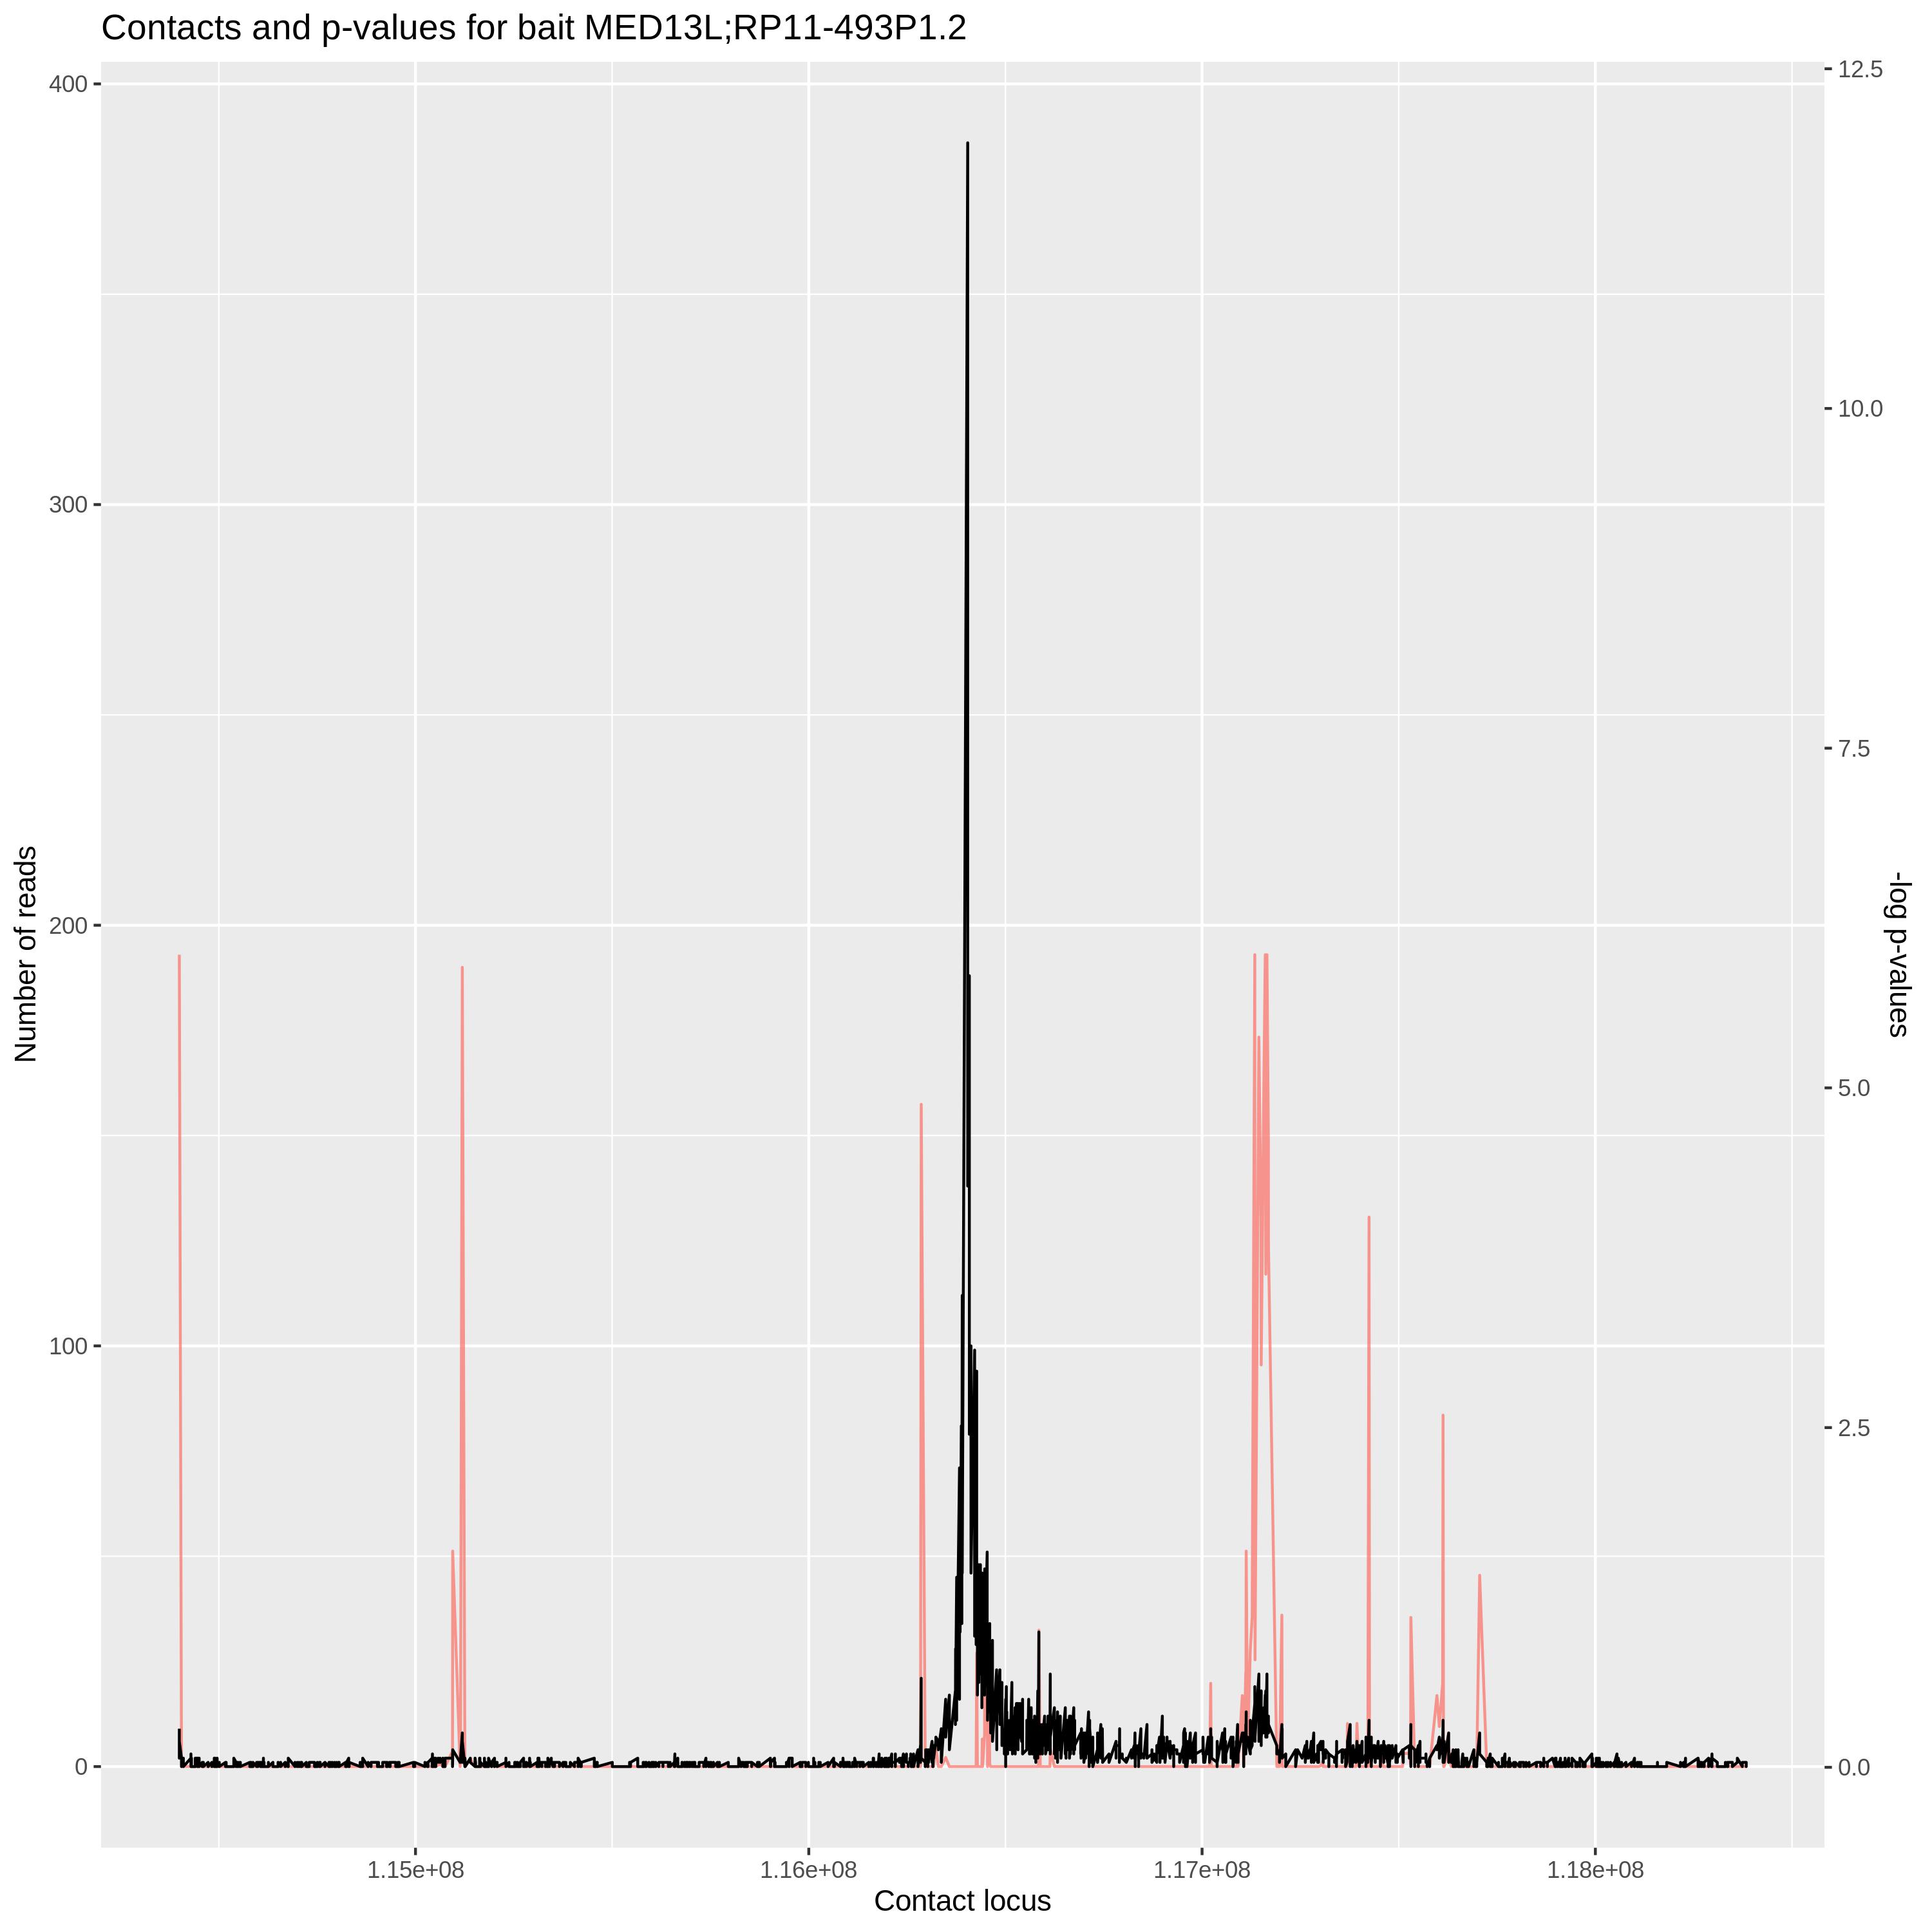 Contacts and p-values for bait MED13L;RP11-493P1.2
400
300
200
100
0
Number of reads
12.5
10.0
7.5
5.0
2.5
0.0
-log p-values
1.15e+08
1.16e+08
1.17e+08
1.18e+08
Contact locus